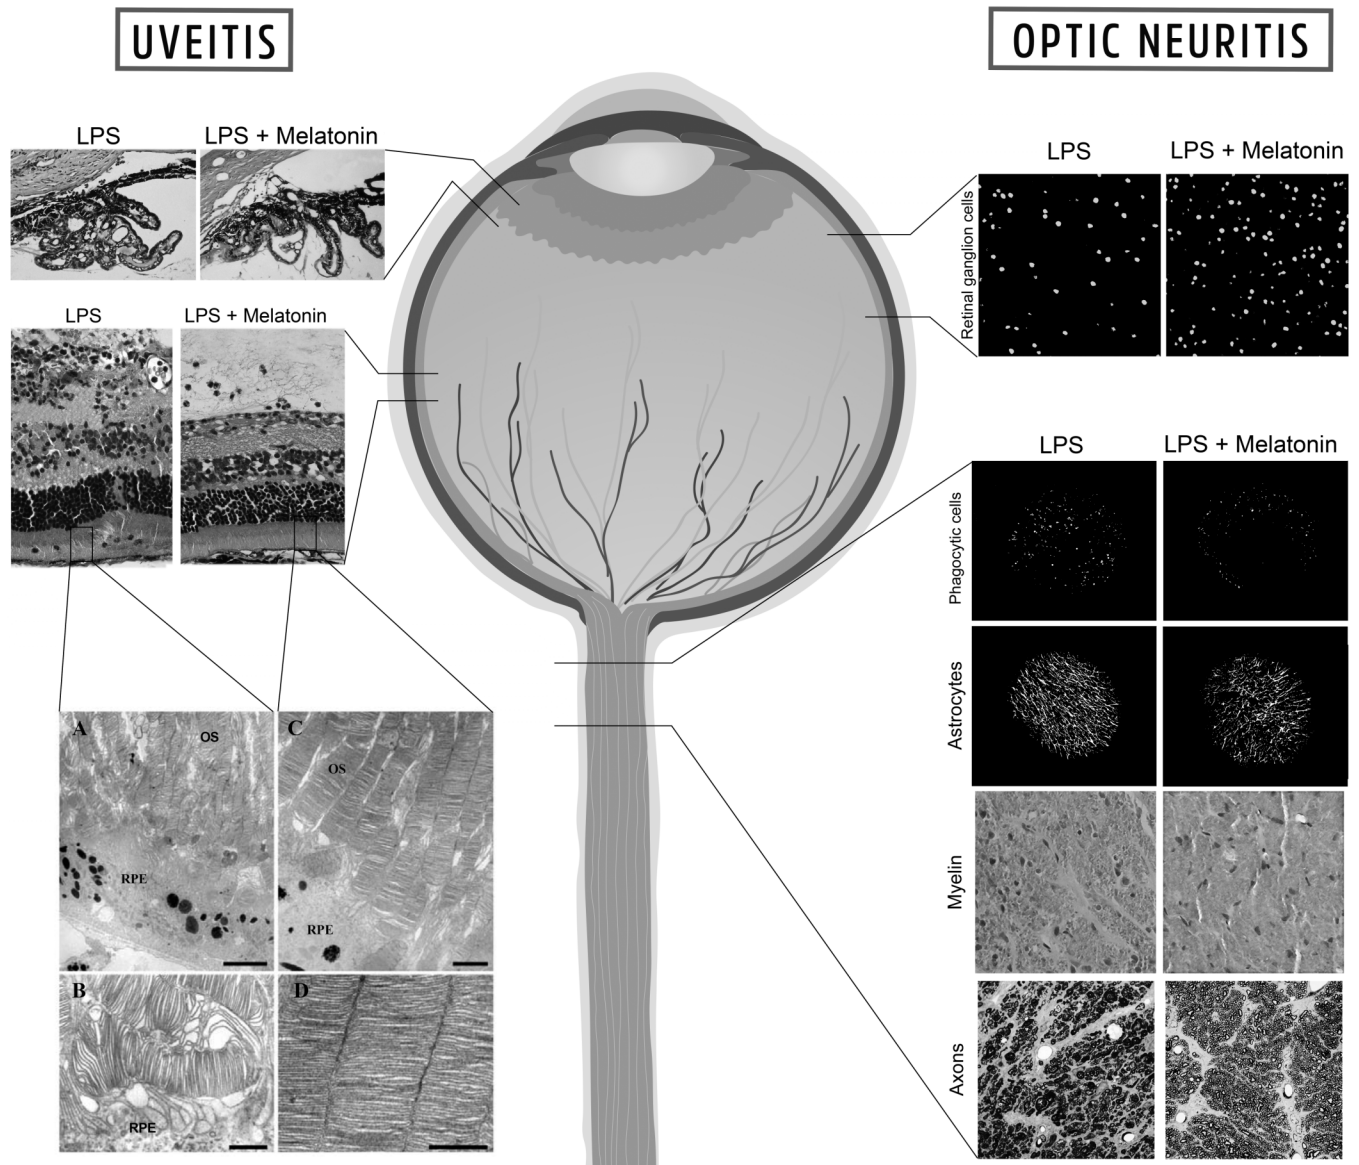 UVEITIS
OPTIC NEURITIS
LPS
LPS + Melatonin
LPS
LPS + Melatonin
A
OS
RPE
C
OS
RPE
B
RPE
D
LPS
LPS + Melatonin
Retinal ganglion cells
LPS
LPS + Melatonin
Phagocytic cells
Astrocytes
Myelin
Axons